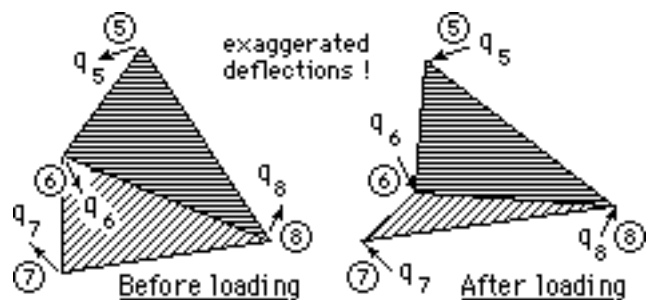 5
q5
exaggerated
deflections !
6
q6
q7
7
q8
8
Before loading
5
q5
q6
6
7
q7
q8
8
After loading